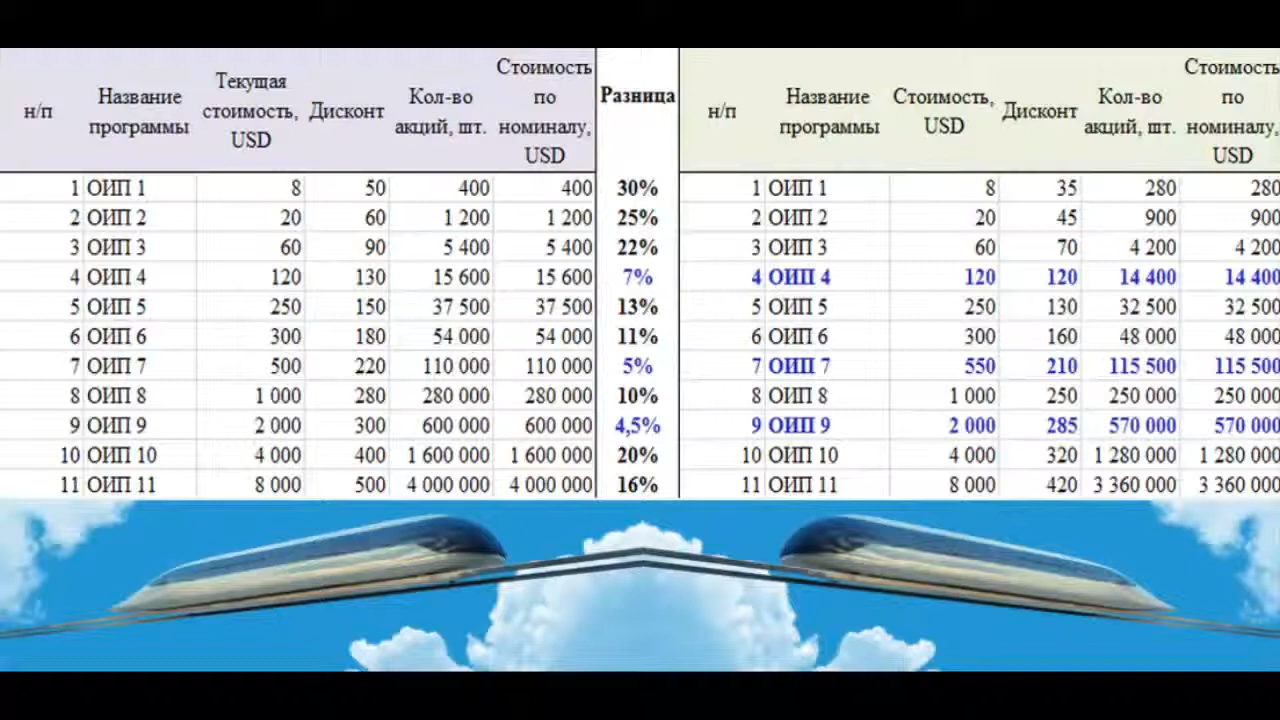 н/п Название программы Текущая стоимость, USD Дисконт Кол-во акций, шт. Стоимость по номиналу, USD Разница н/п Название программы Стоимость, USD Дисконт Кол-во акций, шт. Стоимость по номиналу, USD
1 ОИП 1 8 50 400 400 30% 1 ОИП 1 8 35 280 280
2 ОИП 2 20 60 1 200 1 200 25% 2 ОИП 2 20 45 900 900
3 ОИП 3 60 90 5 400 5 400 22% 3 ОИП 3 60 70 4 200 4 200
4 ОИП 4 120 130 15 600 15 600 7% 4 ОИП 4 120 120 14 400 14 400
5 ОИП 5 250 150 37 500 37 500 13% 5 ОИП 5 250 130 32 500 32 500
6 ОИП 6 300 180 54 000 54 000 11% 6 ОИП 6 300 160 48 000 48 000
7 ОИП 7 500 220 110 000 110 000 5% 7 ОИП 7 550 210 115 500 115 500
8 ОИП 8 1 000 280 280 000 280 000 10% 8 ОИП 8 1 000 250 250 000 250 000
9 ОИП 9 2 000 300 600 000 600 000 4,5% 9 ОИП 9 2 000 285 570 000 570 000
10 ОИП 10 4 000 400 1 600 000 1 600 000 20% 10 ОИП 10 4 000 320 1 280 000 1 280 000
11 ОИП 11 8 000 500 4 000 000 4 000 000 16% 11 ОИП 11 8 000 420 3 360 000 3 360 000